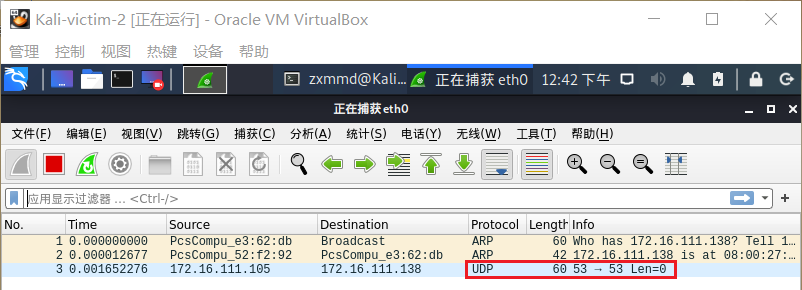 Kali-victim-2 [正在运行] - Oracle VM VirtualBox
管理 控制 视图 热键 设备 帮助
zxmmd@Kali... 正在捕获 eth0 12:42 下午
正在捕获 eth0
文件(F) 编辑(E) 视图(V) 跳转(G) 捕获(C) 分析(A) 统计(S) 电话(Y) 无线(W) 工具(T) 帮助(H)
应用显示过滤器 … <Ctrl-/>
No. Time Source Destination Protocol Length Info
1 0.000000000 PcsCompu_e3:62:db Broadcast ARP 60 Who has 172.16.111.138? Tell 1…
2 0.000012677 PcsCompu_52:f2:92 PcsCompu_e3:62:db ARP 42 172.16.111.138 is at 08:00:27:…
3 0.001652276 172.16.111.105 172.16.111.138 UDP 60 53 → 53 Len=0